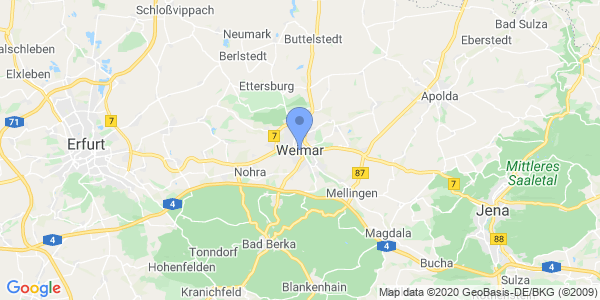 Schloßvippach
Bad Sulza
Neumark
Buttelstedt
Eberstedt
alschleben
Berlstedt
Elxleben
Ettersburg
Apolda
71
7
7
Erfurt
Weimar
Mittleres
Saaletal
Nohra
87
7
Mellingen
4
Jena
Magdala
4
Bad Berka
4
88
Tonndorf
Bucha
4
Hohenfelden
Sulza
Blankenhain
Kranichfeld
Google
Map data ©2020 GeoBasis-DE/BKG (©2009)